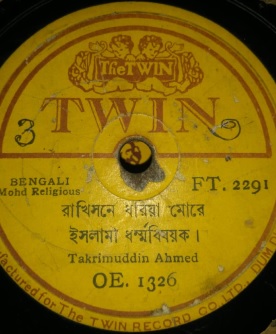 The TWIN
TWIN
3
BENGALI
Mohd Religious
FT. 2291
রাখিসনে ধরিয়া মোরে
ইসলামী ধর্ম্মবিষয়ক।
Takrimuddin Ahmed
OE. 1326
for The TWIN RECORD CO. LTD. DUM